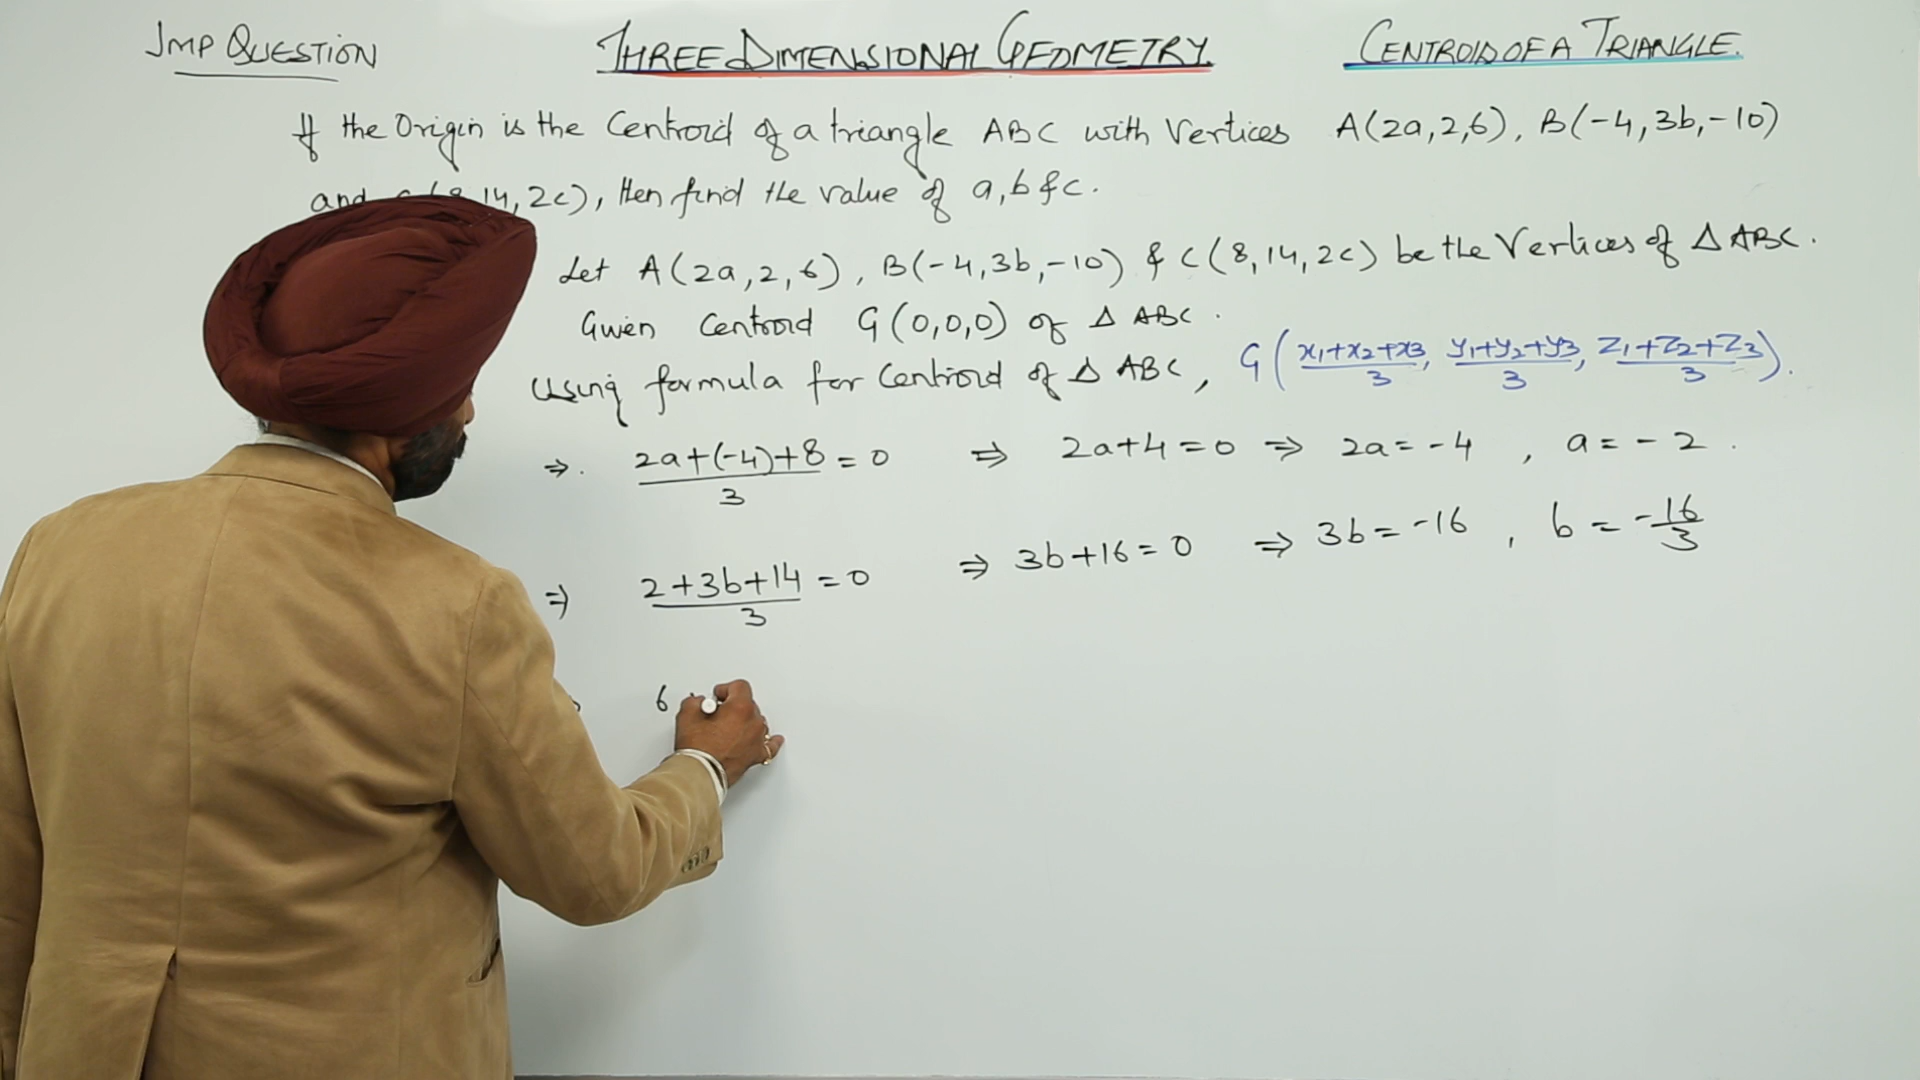 IMP QUESTION
THREE DIMENSIONAL GEOMETRY
CENTROID OF A TRIANGLE.
If the Origin is the Centroid of a triangle ABC with Vertices A(2a,2,6), B(-4,3b,-10)
and 14, 2c), then find the value of a, b & c.
Let A(2a,2,6), B(-4,3b,-10) & C(8,14,2c) be the Vertices of Δ ABC.
Given Centroid G(0,0,0) of Δ ABC.
Using formula for Centroid of Δ ABC, G((x₁+x₂+x₃)/3, (y₁+y₂+y₃)/3, (z₁+z₂+z₃)/3).
⇒. (2a+(-4)+8)/3 = 0 ⇒ 2a+4=0 ⇒ 2a=-4, a=-2.
⇒ (2+3b+14)/3 = 0 ⇒ 3b+16=0 ⇒ 3b=-16, b=-16/3
6